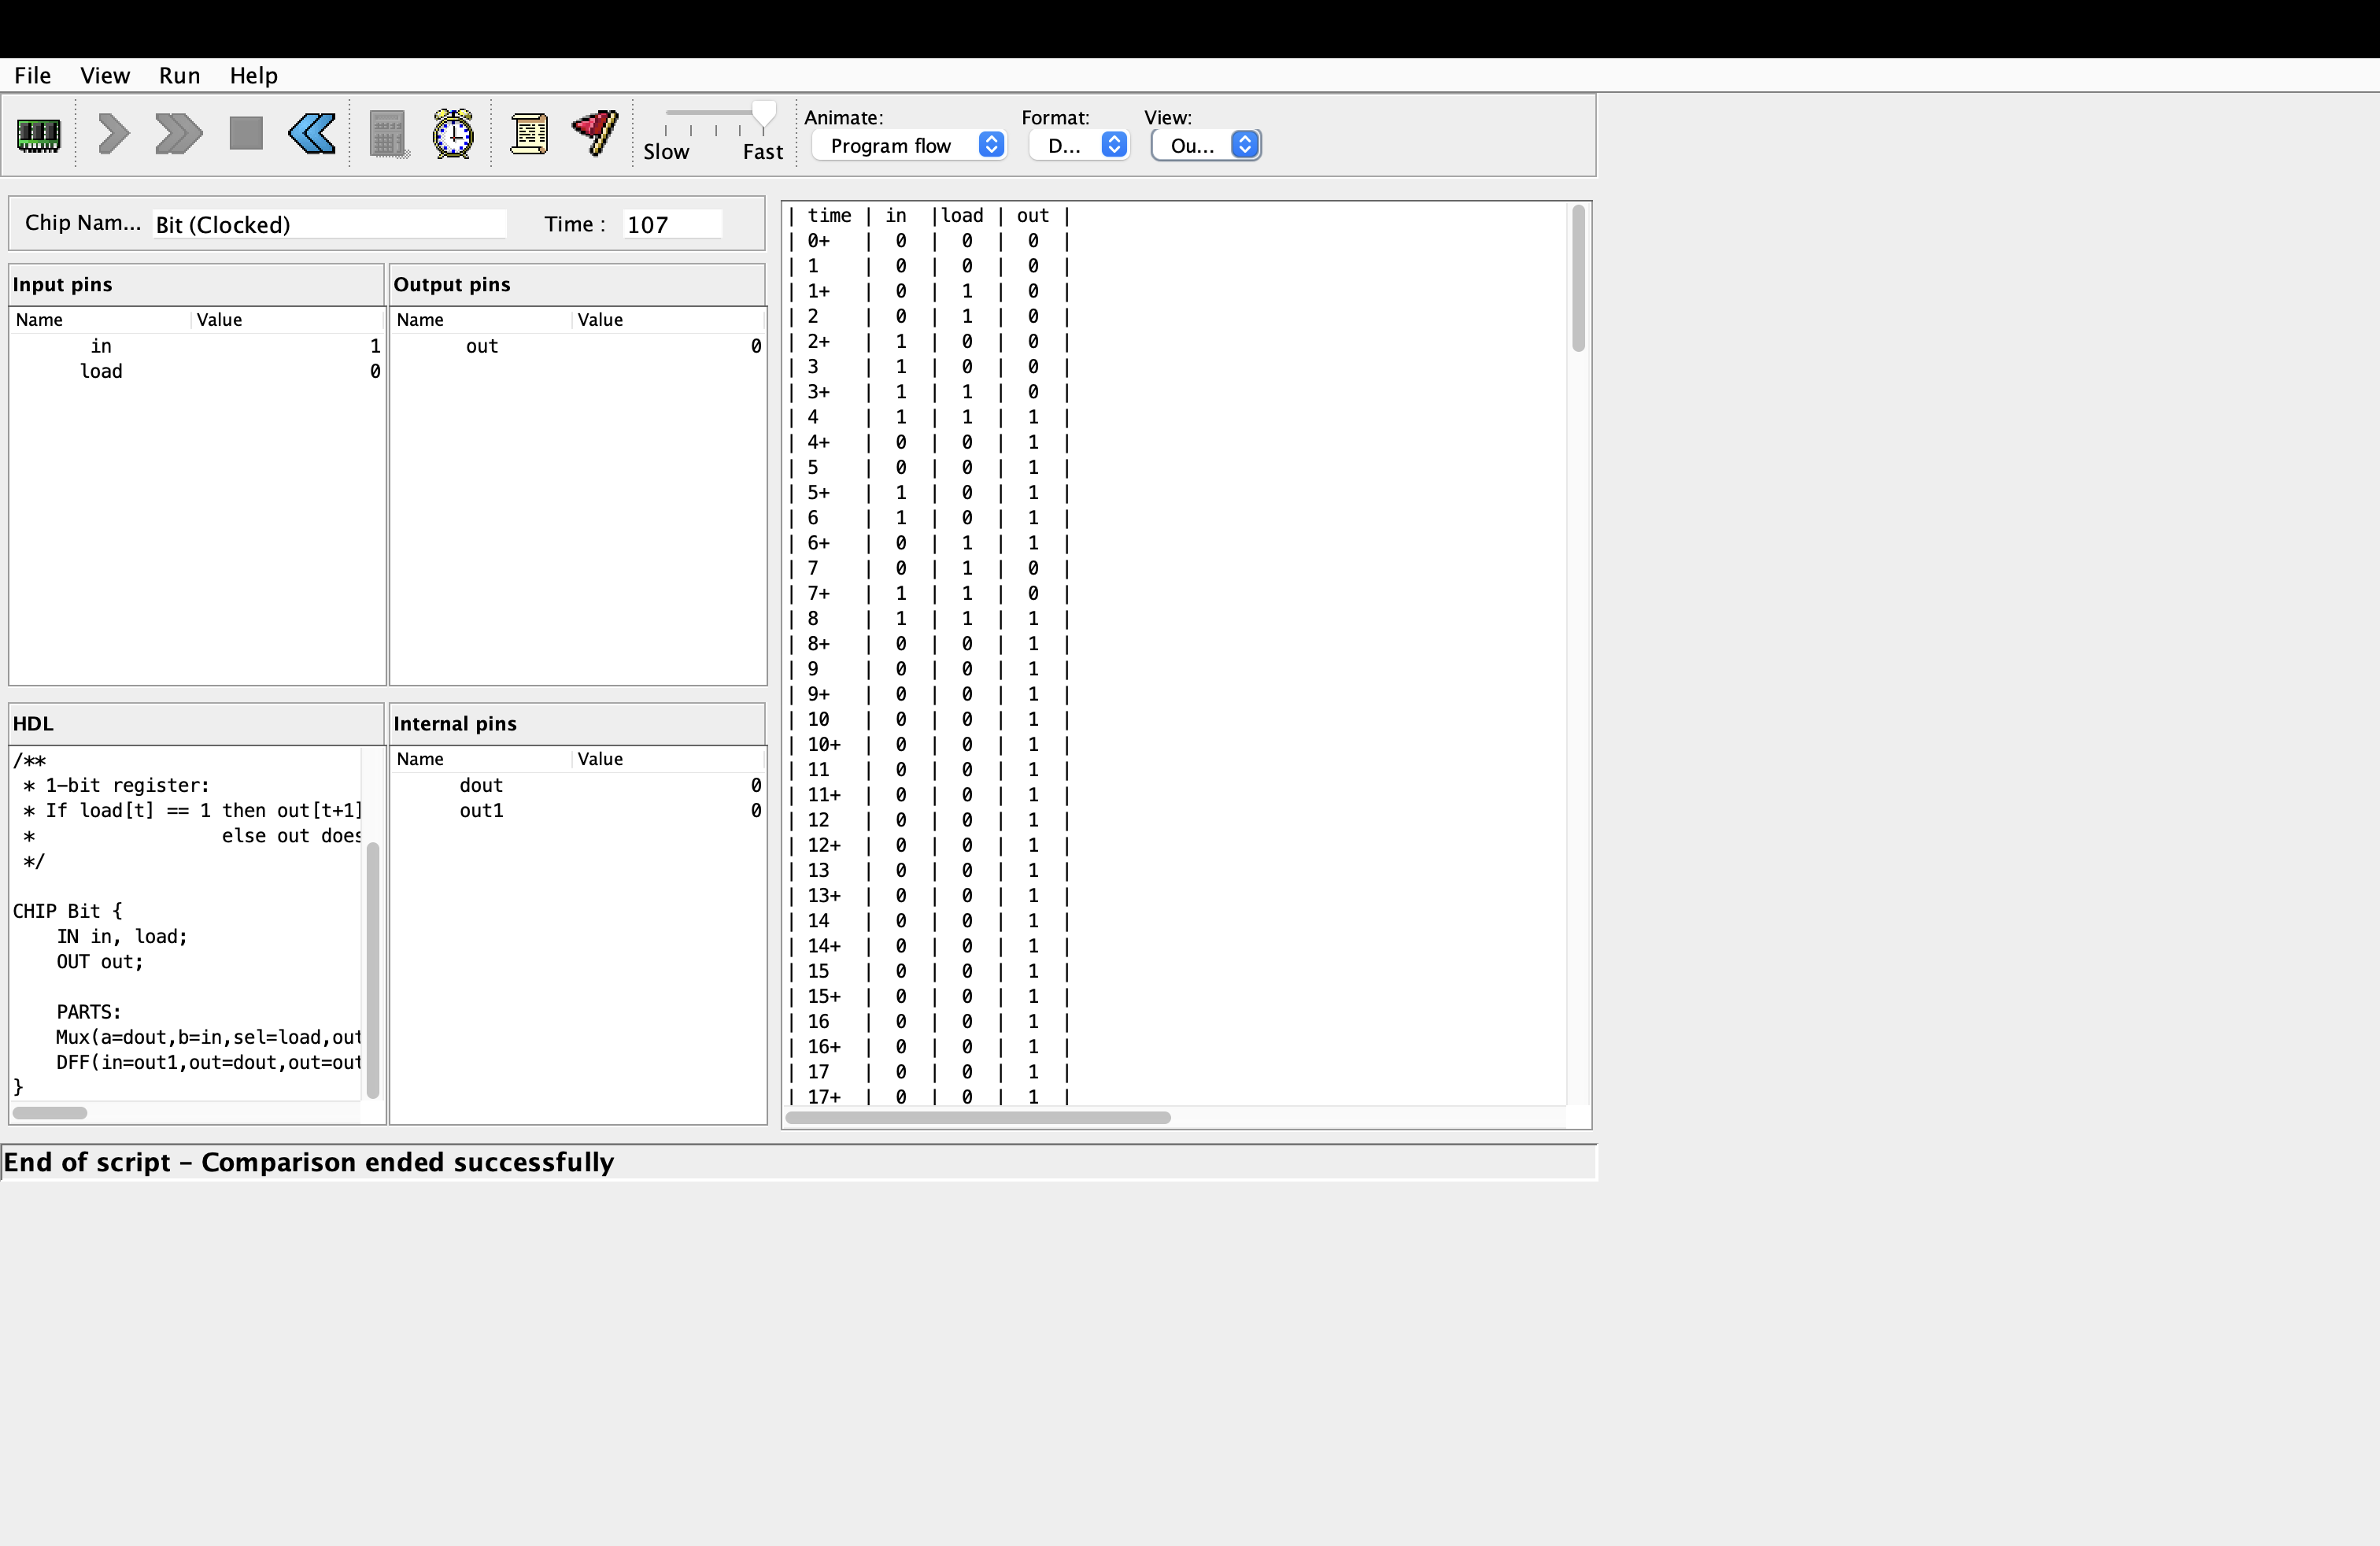 File View Run Help
Slow Fast
Animate: Format: View:
Program flow D... Ou...
Chip Nam... Bit (Clocked) Time : 107
Input pins
Name Value
in 1
load 0
Output pins
Name Value
out 0
HDL
/**
* 1-bit register:
* If load[t] == 1 then out[t+1]
* else out does
*/
CHIP Bit {
IN in, load;
OUT out;
PARTS:
Mux(a=dout,b=in,sel=load,out
DFF(in=out1,out=dout,out=out
}
Internal pins
Name Value
dout 0
out1 0
| time | in |load | out |
| 0+ | 0 | 0 | 0 |
| 1 | 0 | 0 | 0 |
| 1+ | 0 | 1 | 0 |
| 2 | 0 | 1 | 0 |
| 2+ | 1 | 0 | 0 |
| 3 | 1 | 0 | 0 |
| 3+ | 1 | 1 | 0 |
| 4 | 1 | 1 | 1 |
| 4+ | 0 | 0 | 1 |
| 5 | 0 | 0 | 1 |
| 5+ | 1 | 0 | 1 |
| 6 | 1 | 0 | 1 |
| 6+ | 0 | 1 | 1 |
| 7 | 0 | 1 | 0 |
| 7+ | 1 | 1 | 0 |
| 8 | 1 | 1 | 1 |
| 8+ | 0 | 0 | 1 |
| 9 | 0 | 0 | 1 |
| 9+ | 0 | 0 | 1 |
| 10 | 0 | 0 | 1 |
| 10+ | 0 | 0 | 1 |
| 11 | 0 | 0 | 1 |
| 11+ | 0 | 0 | 1 |
| 12 | 0 | 0 | 1 |
| 12+ | 0 | 0 | 1 |
| 13 | 0 | 0 | 1 |
| 13+ | 0 | 0 | 1 |
| 14 | 0 | 0 | 1 |
| 14+ | 0 | 0 | 1 |
| 15 | 0 | 0 | 1 |
| 15+ | 0 | 0 | 1 |
| 16 | 0 | 0 | 1 |
| 16+ | 0 | 0 | 1 |
| 17 | 0 | 0 | 1 |
| 17+ | 0 | 0 | 1 |
End of script – Comparison ended successfully